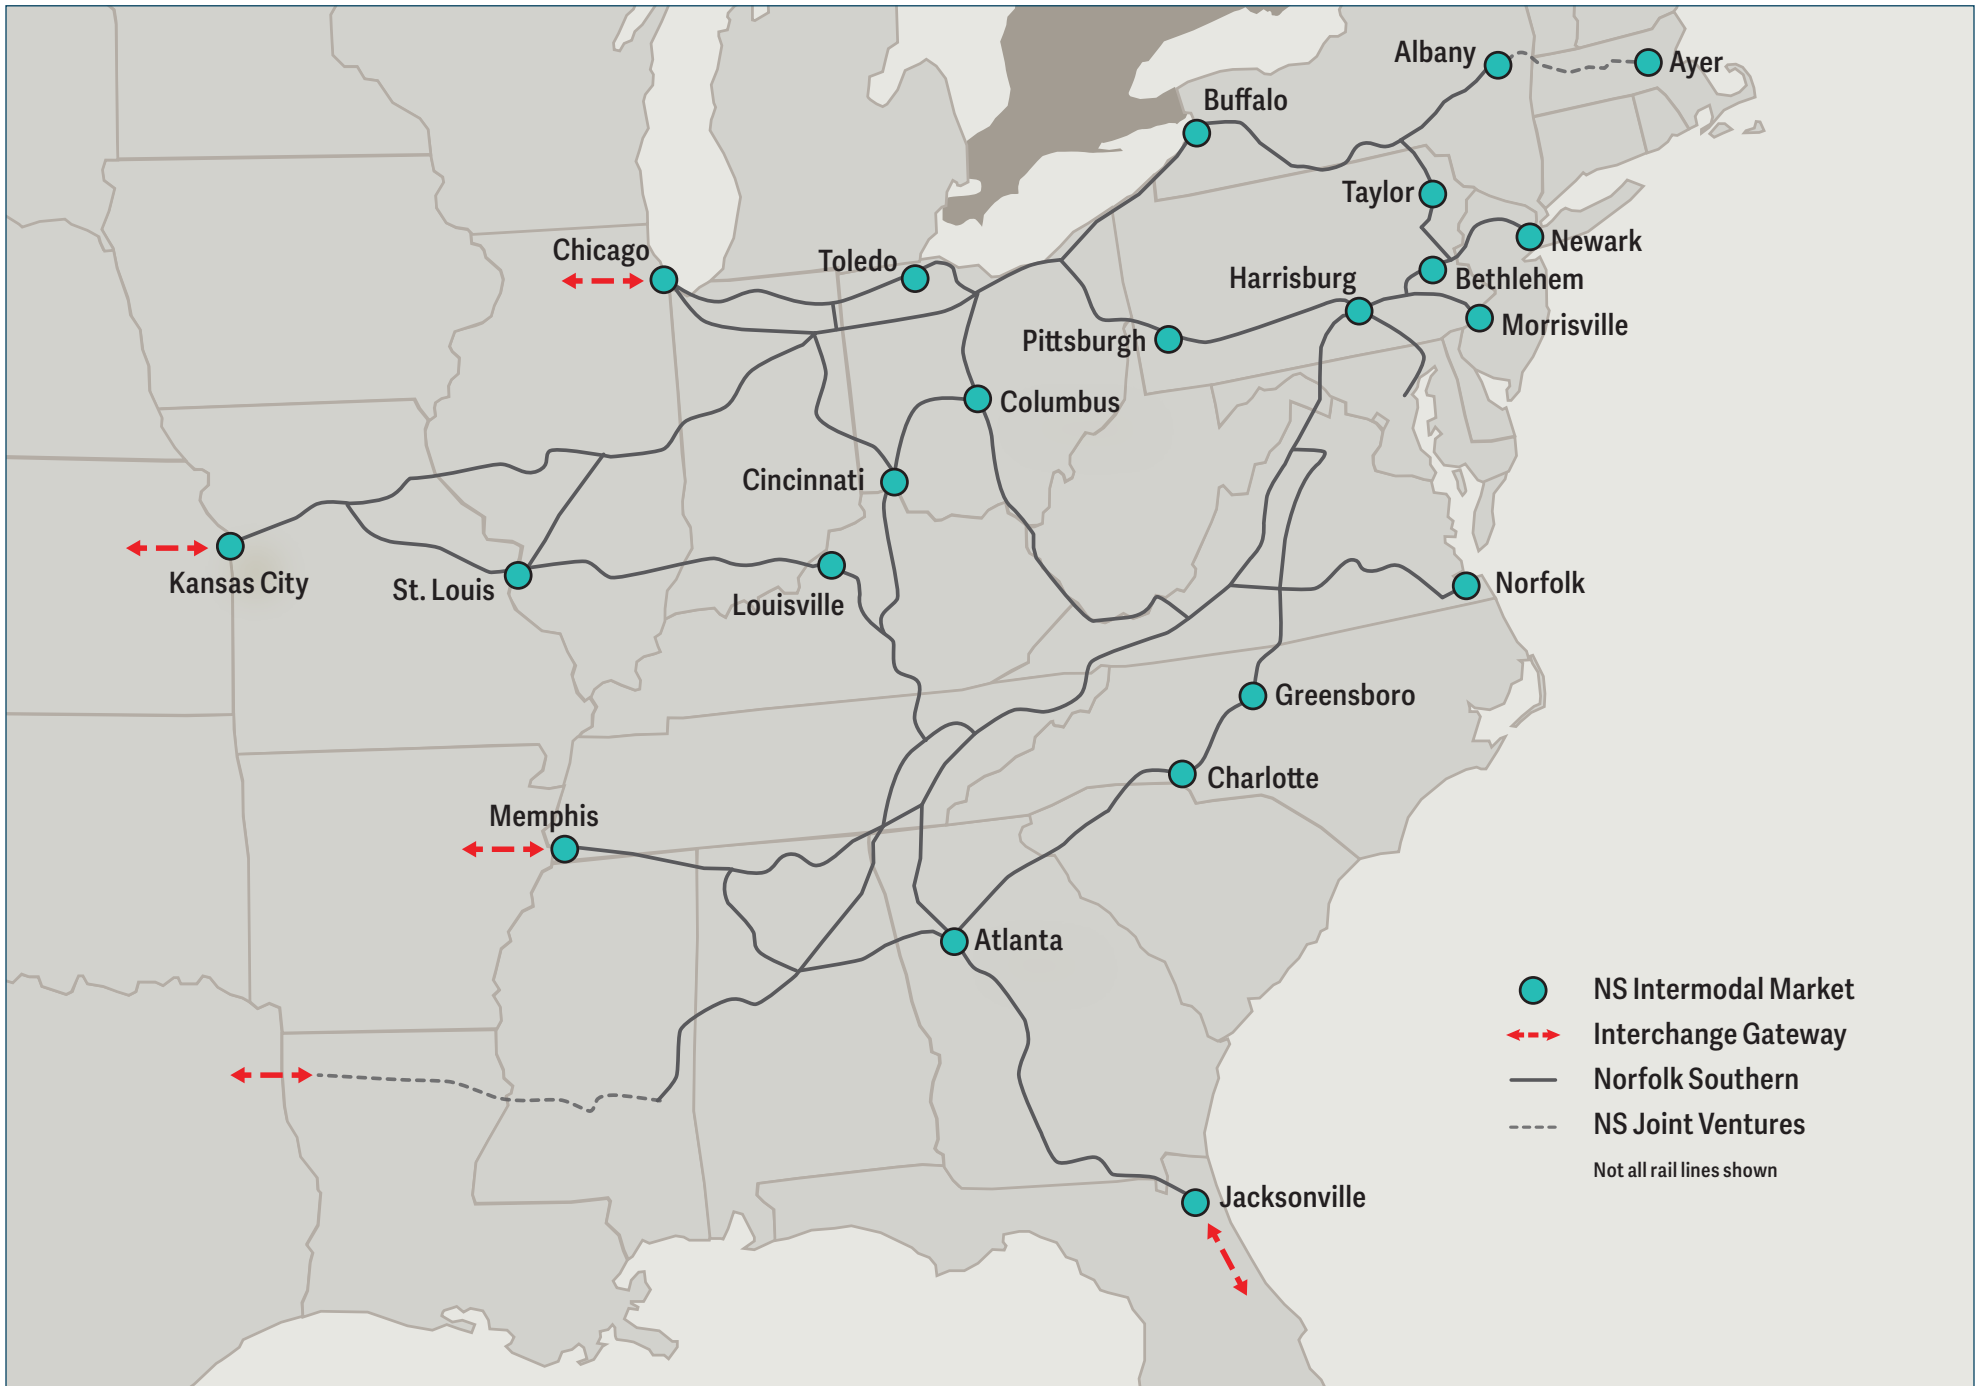 Albany
Ayer
Buffalo
Taylor
Newark
Chicago
Toledo
Harrisburg
Bethlehem
Morrisville
Pittsburgh
Columbus
Cincinnati
Kansas City
St. Louis
Louisville
Norfolk
Greensboro
Charlotte
Memphis
Atlanta
Jacksonville
NS Intermodal Market
Interchange Gateway
Norfolk Southern
NS Joint Ventures
Not all rail lines shown